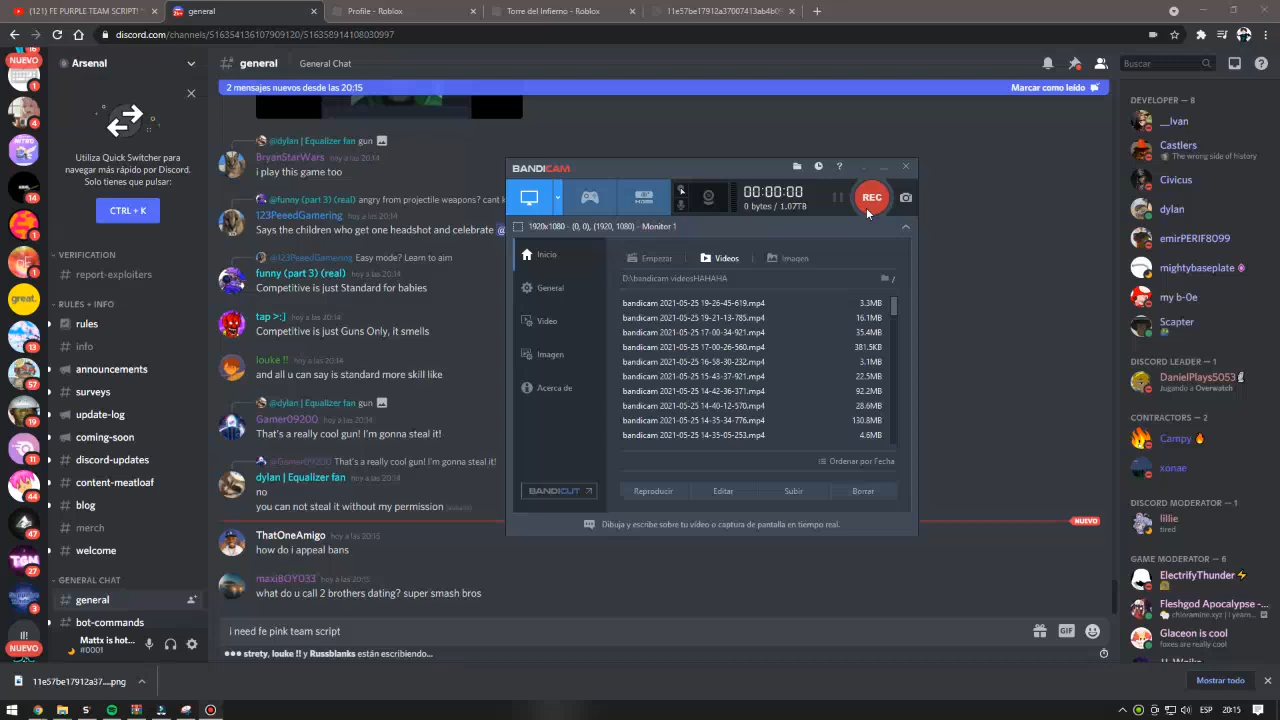 (121) FE PURPLE TEAM SCRIPT!
general
Profile - Roblox
Torre del Infierno - Roblox
discord.com/channels/516354136107909120/516358914108030997
NUEVO
Arsenal
Utiliza Quick Switcher para
navegar más rápido por Discord.
Solo tienes que pulsar:
CTRL + K
VERIFICATION
report-exploiters
RULES + INFO
rules
info
announcements
surveys
update-log
coming-soon
discord-updates
content-meatloaf
blog
merch
welcome
GENERAL CHAT
general
bot-commands
Mattx is hot...
#0001
NUEVO
1
4
NITRO
14
1
1
great.
13
57
19
11
44
27
3
general
General Chat
Buscar
2 mensajes nuevos desde las 20:15
Marcar como leído
@dylan | Equalizer fan gun
BryanStarWars hoy a las 20:14
i play this game too
@funny (part 3) (real) angry from projectile weapons? cant k
123PeeedGamering hoy a las 20:14
Says the children who get one headshot and celebrate @
@123PeeedGamering Easy mode? Learn to aim
funny (part 3) (real) hoy a las 20:14
Competitive is just Standard for babies
tap >:] hoy a las 20:14
Competitive is just Guns Only, it smells
louke !! hoy a las 20:14
and all u can say is standard more skill like
@dylan | Equalizer fan gun
Gamer09200 hoy a las 20:14
That's a really cool gun! I'm gonna steal it!
@Gamer09200 That's a really cool gun! I'm gonna steal it!
dylan | Equalizer fan hoy a las 20:14
no
you can not steal it without my permission
NUEVO
ThatOneAmigo hoy a las 20:15
how do i appeal bans
maxiBOY033 hoy a las 20:15
what do u call 2 brothers dating? super smash bros
i need fe pink team script
GIF
strety, louke !! y Russblanks están escribiendo...
BANDICAM
00:00:00
0 bytes / 1.07TB
REC
1920x1080 - (0, 0), (1920, 1080) - Monitor 1
Inicio
General
Video
Imagen
Acerca de
BANDICUT
Empezar
Videos
Imagen
D:\bandicam videosHAHAHA
bandicam 2021-05-25 19-26-45-619.mp4 3.3MB
bandicam 2021-05-25 19-21-13-785.mp4 16.1MB
bandicam 2021-05-25 17-00-34-921.mp4 35.4MB
bandicam 2021-05-25 17-00-26-560.mp4 381.5KB
bandicam 2021-05-25 16-58-30-232.mp4 3.1MB
bandicam 2021-05-25 15-43-37-921.mp4 22.5MB
bandicam 2021-05-25 14-42-36-371.mp4 92.2MB
bandicam 2021-05-25 14-40-12-570.mp4 28.6MB
bandicam 2021-05-25 14-35-34-776.mp4 130.8MB
bandicam 2021-05-25 14-35-05-253.mp4 4.6MB
Ordenar por Fecha
Reproducir
Editar
Subir
Borrar
Dibuja y escribe sobre tu vídeo o captura de pantalla en tiempo real.
DEVELOPER — 8
__Ivan
Castlers
The wrong side of history
Civicus
dylan
emirPERIF8099
mightybaseplate
my b-0e
Scapter
DISCORD LEADER — 1
DanielPlays5053
Jugando a Overwatch
CONTRACTORS — 2
Campy
xonae
DISCORD MODERATOR — 1
lillie
tired
GAME MODERATOR — 6
ElectrifyThunder
Fleshgod Apocalypse -...
Glaceon is cool
foxes are really cool
11e57be17912a37....png
Mostrar todo
ESP
20:15